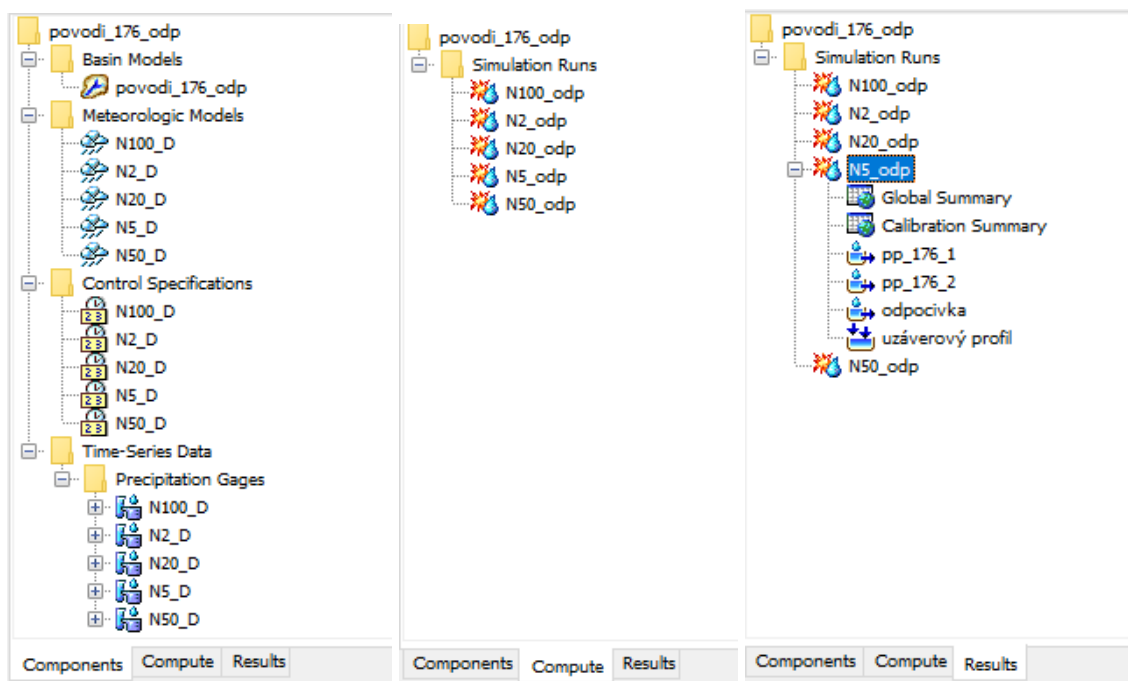 povodi_176_odp
Basin Models
povodi_176_odp
Meteorologic Models
N100_D
N2_D
N20_D
N5_D
N50_D
Control Specifications
N100_D
N2_D
N20_D
N5_D
N50_D
Time-Series Data
Precipitation Gages
N100_D
N2_D
N20_D
N5_D
N50_D
Components Compute Results
povodi_176_odp
Simulation Runs
N100_odp
N2_odp
N20_odp
N5_odp
N50_odp
Components Compute Results
povodi_176_odp
Simulation Runs
N100_odp
N2_odp
N20_odp
N5_odp
Global Summary
Calibration Summary
pp_176_1
pp_176_2
odpocivka
uzáverový profil
N50_odp
Components Compute Results